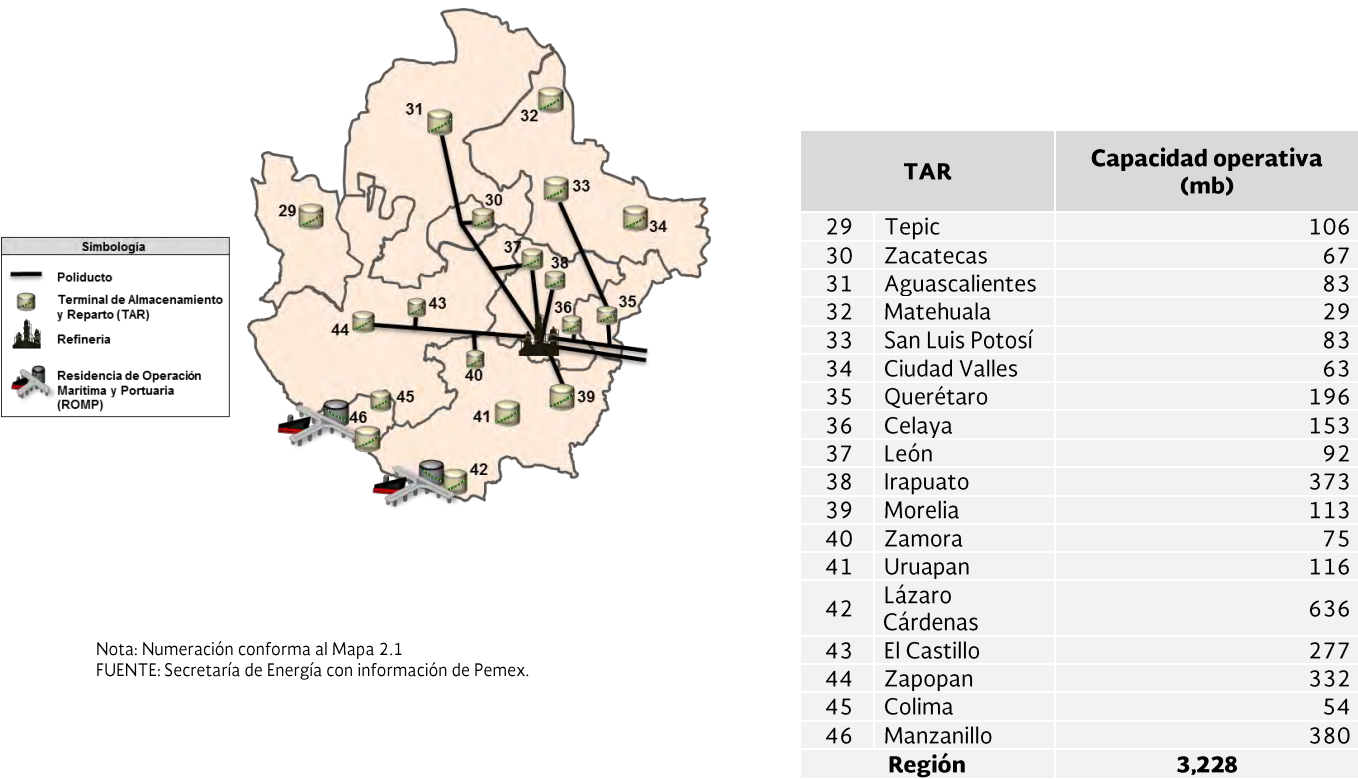 31
32
33
30
29
34
37
38
35
36
43
44
40
39
45
46
41
42
Simbología
Poliducto
Terminal de Almacenamiento
y Reparto (TAR)
Refinería
Residencia de Operación
Marítima y Portuaria
(ROMP)
Nota: Numeración conforma al Mapa 2.1
FUENTE: Secretaría de Energía con información de Pemex.
TAR Capacidad operativa
(mb)
29 Tepic 106
30 Zacatecas 67
31 Aguascalientes 83
32 Matehuala 29
33 San Luis Potosí 83
34 Ciudad Valles 63
35 Querétaro 196
36 Celaya 153
37 León 92
38 Irapuato 373
39 Morelia 113
40 Zamora 75
41 Uruapan 116
42 Lázaro
Cárdenas 636
43 El Castillo 277
44 Zapopan 332
45 Colima 54
46 Manzanillo 380
Región 3,228